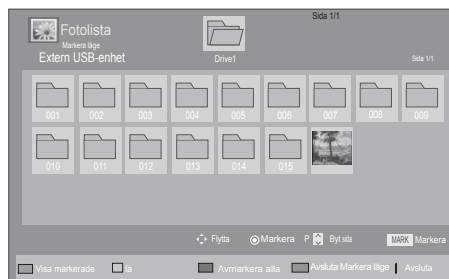 Sida 1/1
Fotolista
Markera läge
Extern USB-enhet
Drive1
Sida 1/1
001 002 003 004 005 006 007 008 009
010 011 012 013 014 015
Flytta Markera P Byt sida MARK Markera
Visa markerade la Avmarkera alla Avsluta Markera läge Avsluta